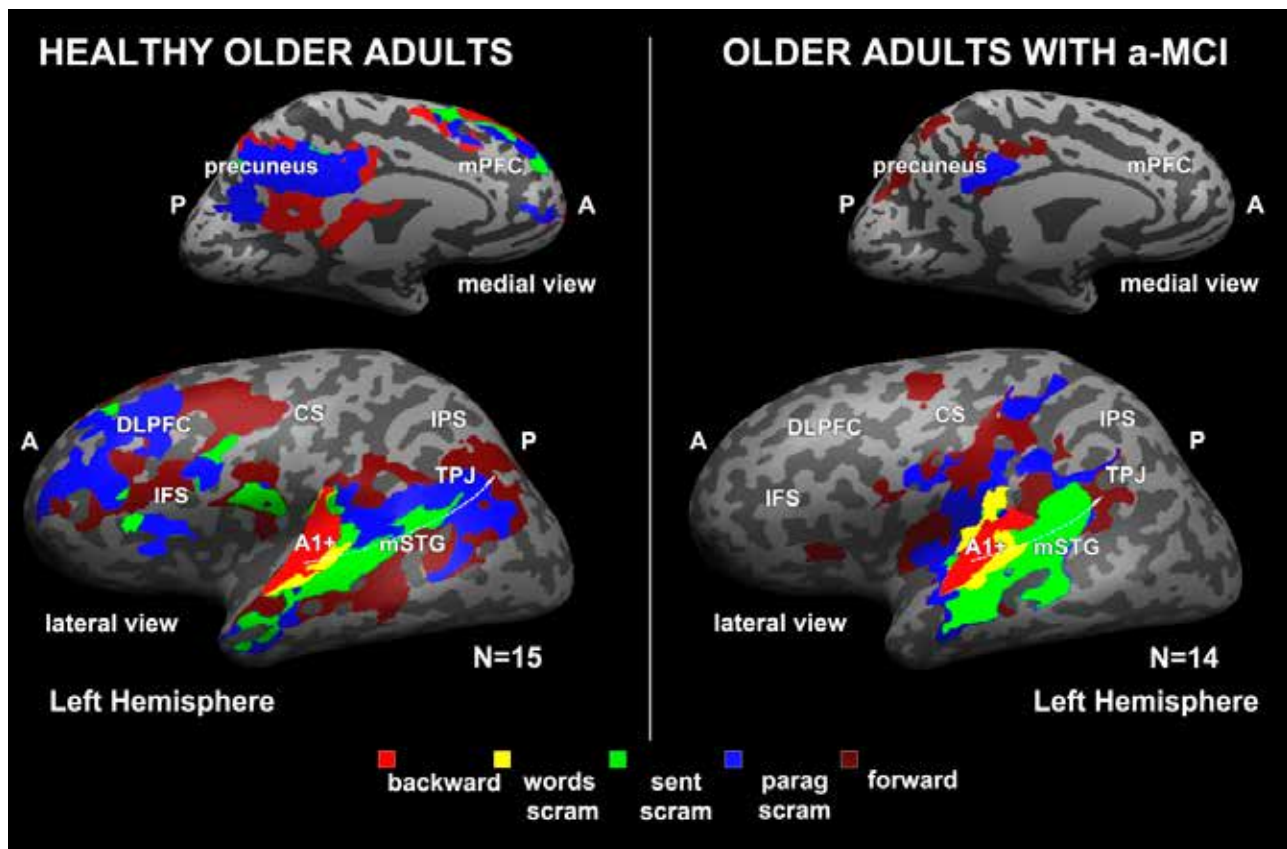 HEALTHY OLDER ADULTS
precuneus
mPFC
P
A
medial view
DLPFC
CS
IPS
A
P
TPJ
IFS
A1+
mSTG
lateral view
N=15
Left Hemisphere
OLDER ADULTS WITH a-MCI
precuneus
mPFC
P
A
medial view
DLPFC
CS
IPS
A
P
TPJ
IFS
A1+
mSTG
lateral view
N=14
Left Hemisphere
backward
words
scram
sent
scram
parag
scram
forward